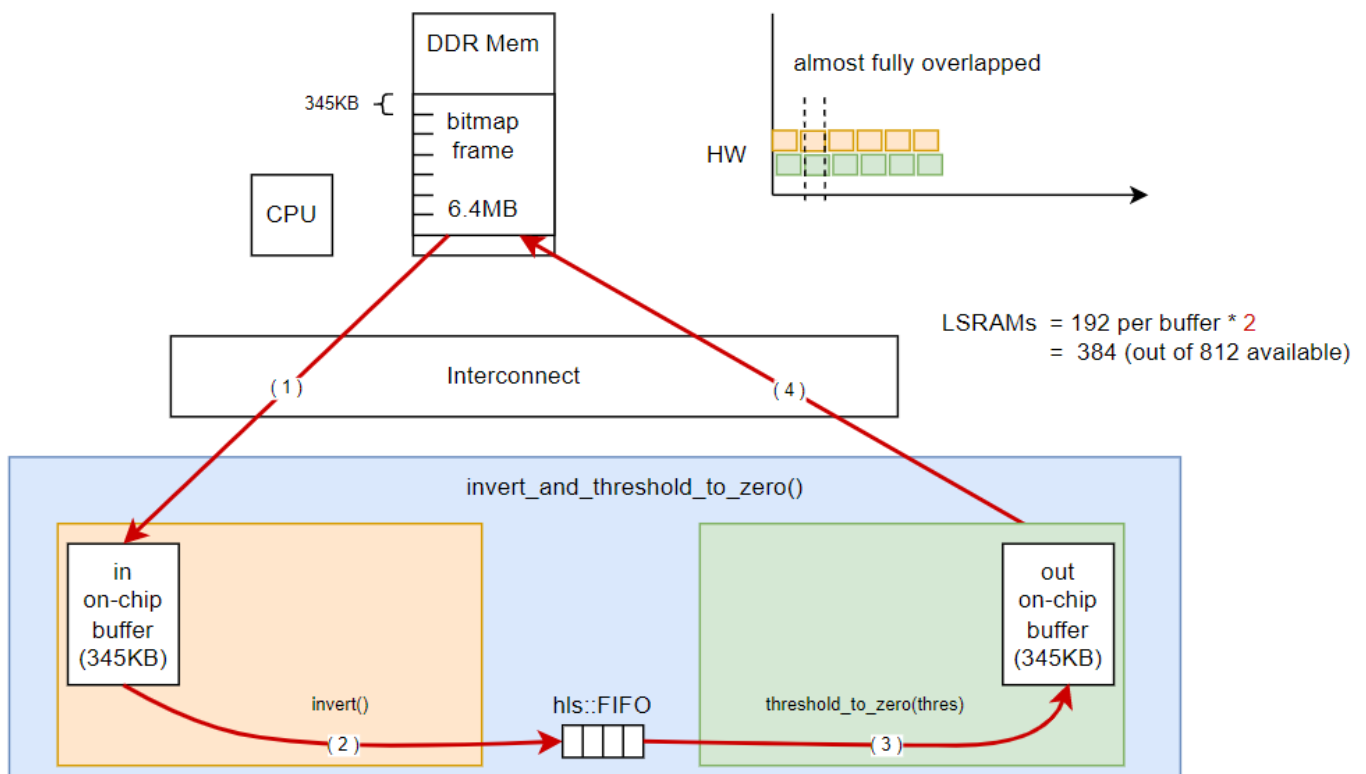 DDR Mem
345KB
bitmap
frame
6.4MB
CPU
almost fully overlapped
HW
LSRAMs = 192 per buffer * 2
= 384 (out of 812 available)
Interconnect
( 1 )
( 4 )
invert_and_threshold_to_zero()
in
on-chip
buffer
(345KB)
invert()
( 2 )
hls::FIFO
threshold_to_zero(thres)
( 3 )
out
on-chip
buffer
(345KB)